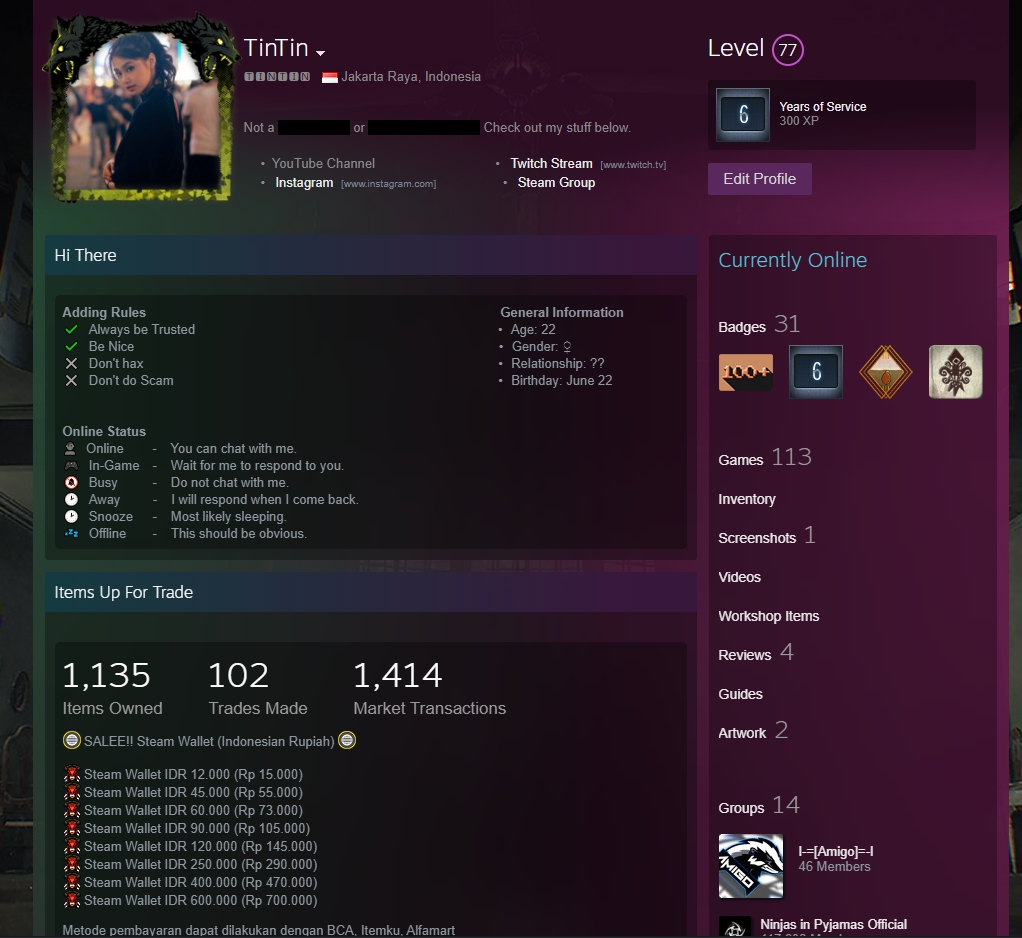 TinTin
🅃🄸🄽🅃🄸🄽 Jakarta Raya, Indonesia
Not a or Check out my stuff below.
• YouTube Channel
• Instagram [www.instagram.com]
• Twitch Stream [www.twitch.tv]
• Steam Group
Level 77
6
Years of Service
300 XP
Edit Profile
Hi There
Adding Rules
Always be Trusted
Be Nice
Don't hax
Don't do Scam
General Information
• Age: 22
• Gender: ♀
• Relationship: ??
• Birthday: June 22
Online Status
Online - You can chat with me.
In-Game - Wait for me to respond to you.
Busy - Do not chat with me.
Away - I will respond when I come back.
Snooze - Most likely sleeping.
Offline - This should be obvious.
Items Up For Trade
1,135 102 1,414
Items Owned Trades Made Market Transactions
SALEE!! Steam Wallet (Indonesian Rupiah)
Steam Wallet IDR 12.000 (Rp 15.000)
Steam Wallet IDR 45.000 (Rp 55.000)
Steam Wallet IDR 60.000 (Rp 73.000)
Steam Wallet IDR 90.000 (Rp 105.000)
Steam Wallet IDR 120.000 (Rp 145.000)
Steam Wallet IDR 250.000 (Rp 290.000)
Steam Wallet IDR 400.000 (Rp 470.000)
Steam Wallet IDR 600.000 (Rp 700.000)
Metode pembayaran dapat dilakukan dengan BCA, Itemku, Alfamart
Currently Online
Badges 31
100+ 6
Games 113
Inventory
Screenshots 1
Videos
Workshop Items
Reviews 4
Guides
Artwork 2
Groups 14
AMIGO
I-=[Amigo]=-I
46 Members
Ninjas in Pyjamas Official